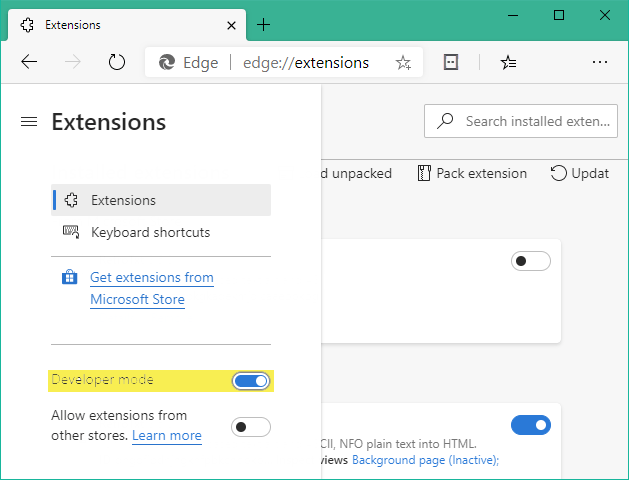 Extensions
Edge | edge://extensions
Extensions
Search installed exten...
d unpacked
Pack extension
Updat
Extensions
Keyboard shortcuts
Get extensions from
Microsoft Store
Developer mode
Allow extensions from
other stores. Learn more
CII, NFO plain text into HTML.
views Background page (Inactive);